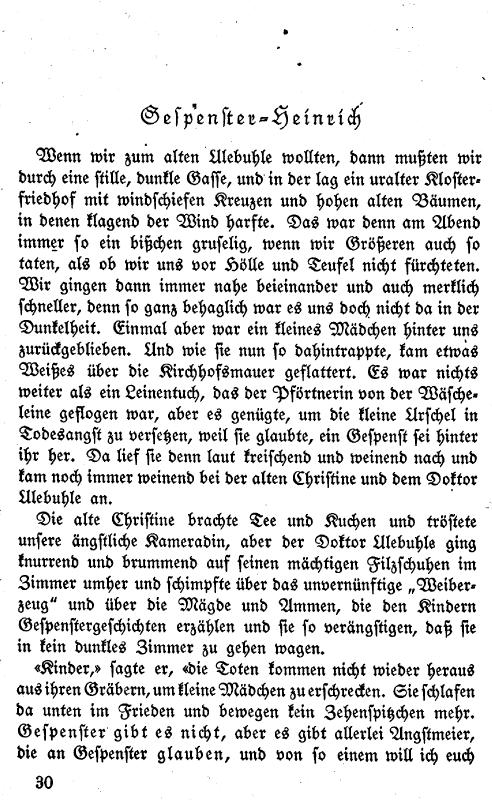 Gespenster-Heinrich
Wenn wir zum alten Ulebuhle wollten, dann mußten wir
durch eine stille, dunkle Gasse, und in der lag ein uralter Kloster-
friedhof mit windschiefen Kreuzen und hohen alten Bäumen,
in denen klagend der Wind harfte. Das war denn am Abend
immer so ein bißchen gruselig, wenn wir Größeren auch so
taten, als ob wir uns vor Hölle und Teufel nicht fürchteten.
Wir gingen dann immer nahe beieinander und auch merklich
schneller, denn so ganz behaglich war es uns doch nicht da in der
Dunkelheit. Einmal aber war ein kleines Mädchen hinter uns
zurückgeblieben. Und wie sie nun so dahintrappte, kam etwas
Weißes über die Kirchhofsmauer geflattert. Es war nichts
weiter als ein Leinentuch, das der Pförtnerin von der Wäsche-
leine geflogen war, aber es genügte, um die kleine Urschel in
Todesangst zu versetzen, weil sie glaubte, ein Gespenst sei hinter
ihr her. Da lief sie denn laut kreischend und weinend nach und
kam noch immer weinend bei der alten Christine und dem Doktor
Ulebuhle an.
Die alte Christine brachte Tee und Kuchen und tröstete
unsere ängstliche Kameradin, aber der Doktor Ulebuhle ging
knurrend und brummend auf seinen mächtigen Filzschuhen im
Zimmer umher und schimpfte über das unvernünftige „Weiber-
zeug“ und über die Mägde und Ammen, die den Kindern
Gespenstergeschichten erzählen und sie so verängstigen, daß sie
in kein dunkles Zimmer zu gehen wagen.
«Kinder,» sagte er, «die Toten kommen nicht wieder heraus
aus ihren Gräbern, um kleine Mädchen zu erschrecken. Sie schlafen
da unten im Frieden und bewegen kein Zehenspitzchen mehr.
Gespenster gibt es nicht, aber es gibt allerlei Angstmeier,
die an Gespenster glauben, und von so einem will ich euch
30